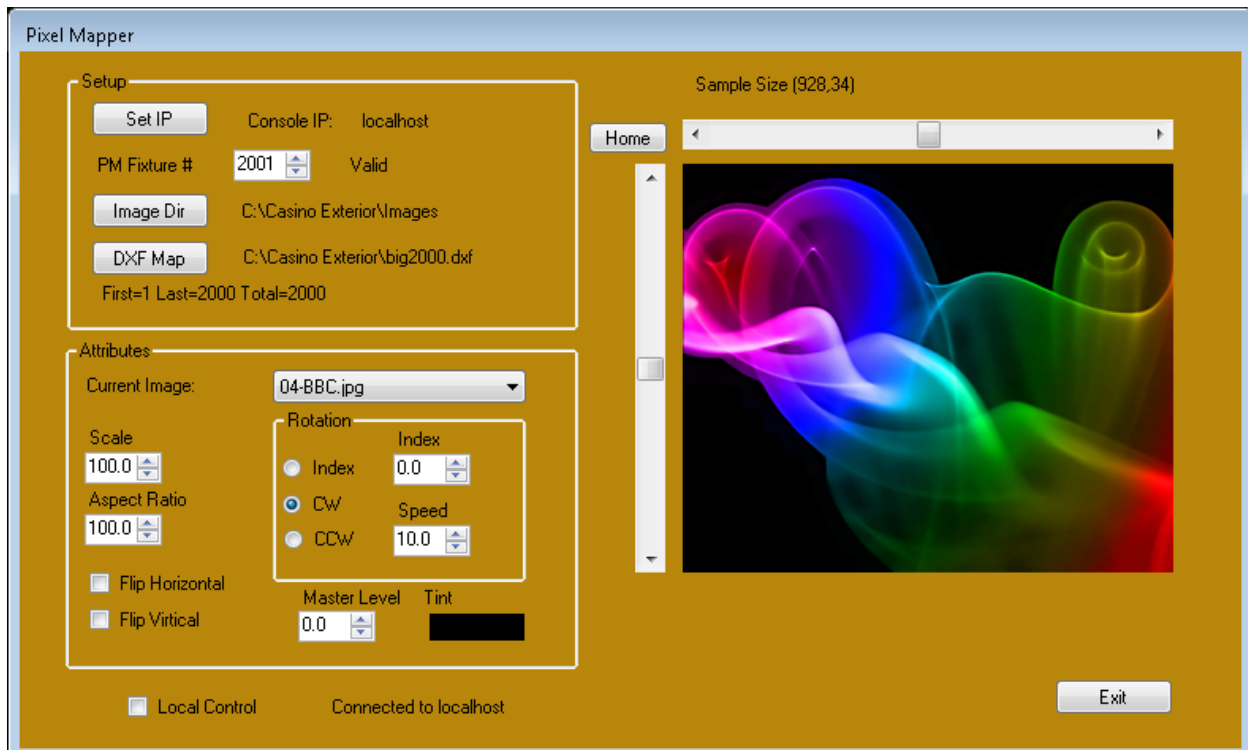 Pixel Mapper
Setup
Set IP
Console IP: localhost
PM Fixture # 2001 Valid
Image Dir C:\Casino Exterior\Images
DXF Map C:\Casino Exterior\big2000.dxf
First=1 Last=2000 Total=2000
Attributes
Current Image: 04-BBC.jpg
Scale
100.0
Aspect Ratio
100.0
Flip Horizontal
Flip Virtical
Rotation
Index
CW
CCW
Index
0.0
Speed
10.0
Master Level
0.0
Tint
Local Control
Connected to localhost
Sample Size (928,34)
Home
Exit